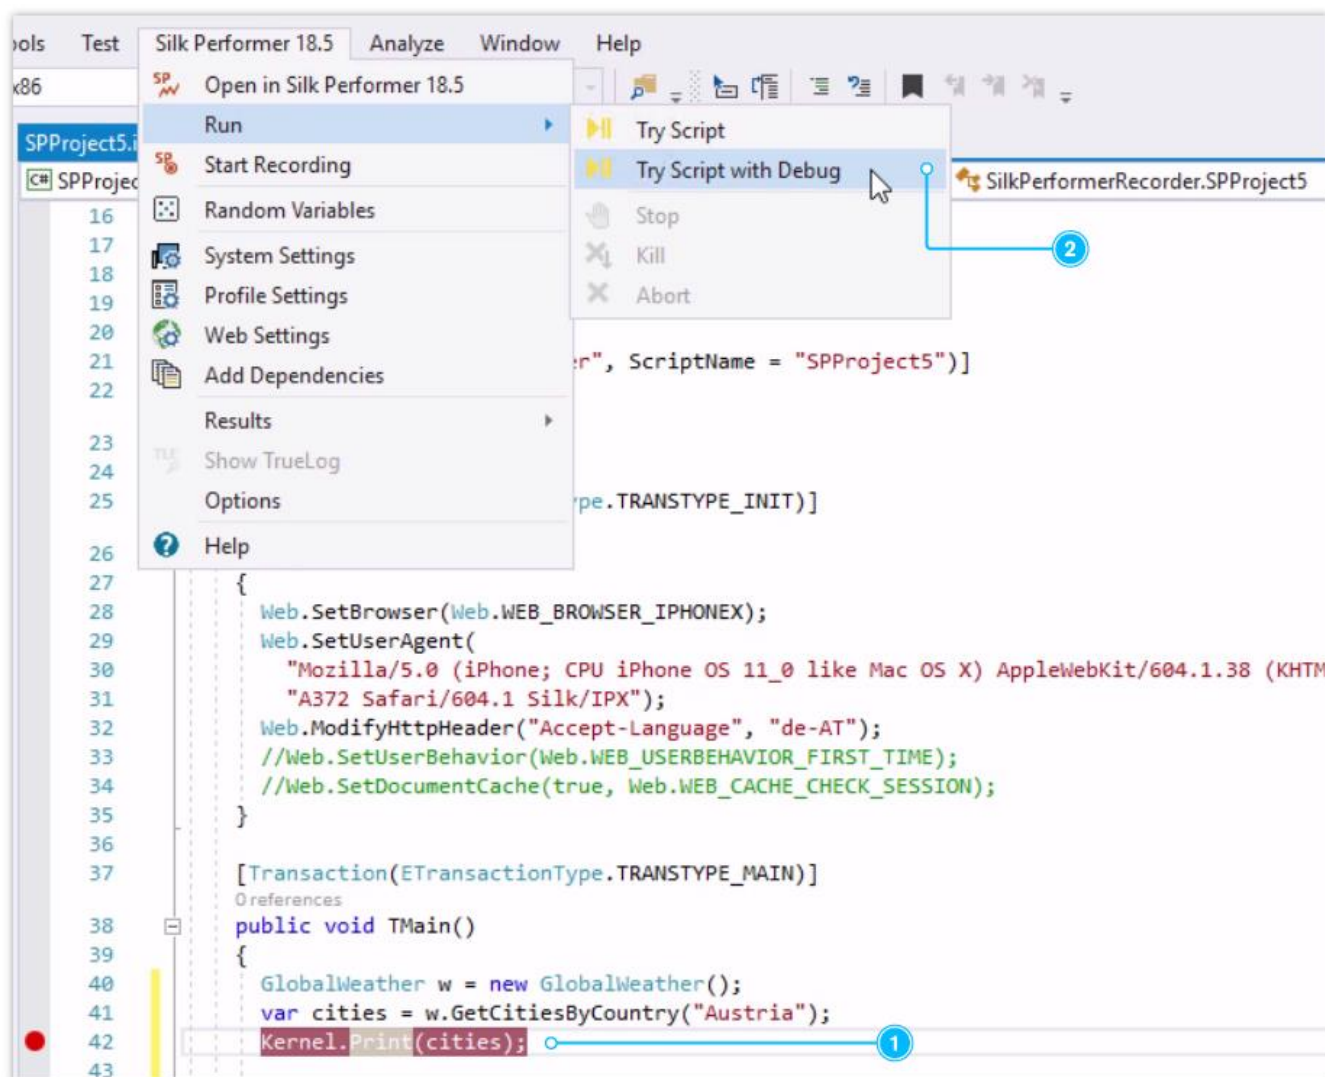 ools Test Silk Performer 18.5 Analyze Window Help
x86 Open in Silk Performer 18.5
Run Try Script
SPProject5.i
Start Recording Try Script with Debug
C# SPProjec SilkPerformerRecorder.SPProject5
16 Random Variables Stop
2
17 System Settings Kill
18
19 Profile Settings Abort
20 Web Settings
21 Add Dependencies er", ScriptName = "SPProject5")]
22
Results
23
24 Show TrueLog
25 Options pe.TRANSTYPE_INIT)]
26 Help
27 {
28 Web.SetBrowser(Web.WEB_BROWSER_IPHONEX);
29 Web.SetUserAgent(
30 "Mozilla/5.0 (iPhone; CPU iPhone OS 11_0 like Mac OS X) AppleWebKit/604.1.38 (KHTM
31 "A372 Safari/604.1 Silk/IPX");
32 Web.ModifyHttpHeader("Accept-Language", "de-AT");
33 //Web.SetUserBehavior(Web.WEB_USERBEHAVIOR_FIRST_TIME);
34 //Web.SetDocumentCache(true, Web.WEB_CACHE_CHECK_SESSION);
35 }
36
37 [Transaction(ETransactionType.TRANSTYPE_MAIN)]
0 references
38 public void TMain()
39 {
40 GlobalWeather w = new GlobalWeather();
41 var cities = w.GetCitiesByCountry("Austria");
42 Kernel.Print(cities); 1
43